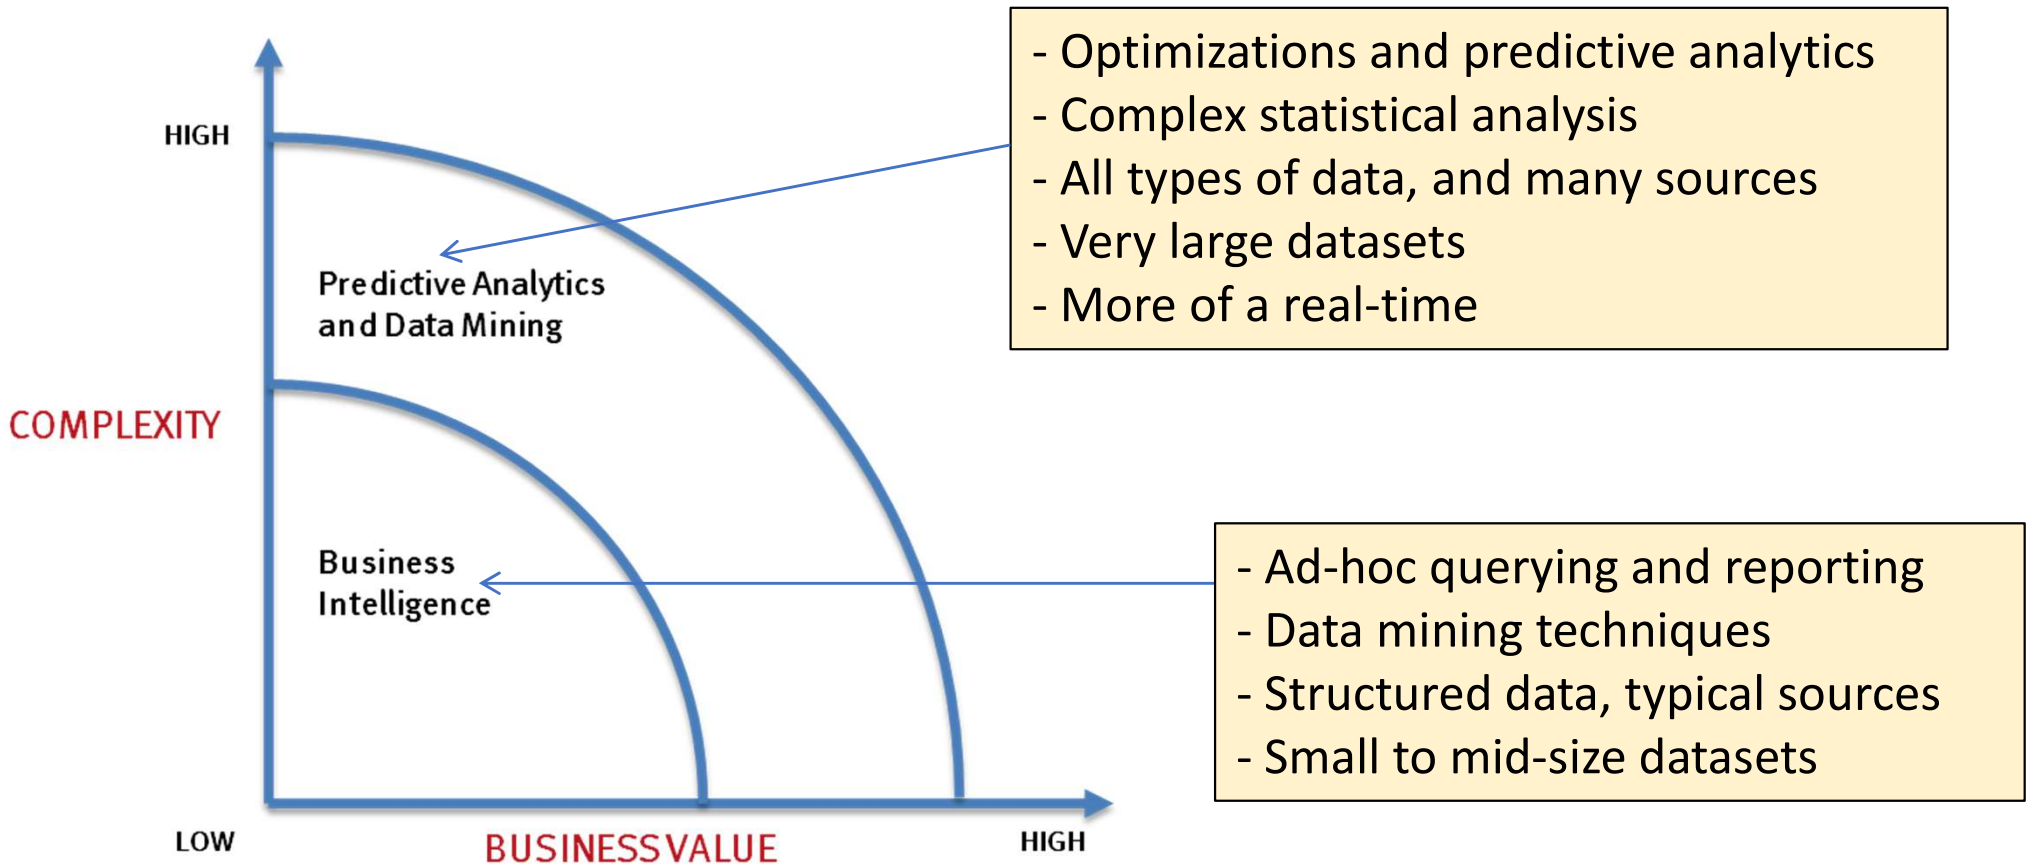 - Optimizations and predictive analytics
- Complex statistical analysis
- All types of data, and many sources
- Very large datasets
- More of a real-time
HIGH
Predictive Analytics
and Data Mining
COMPLEXITY
Business
Intelligence
- Ad-hoc querying and reporting
- Data mining techniques
- Structured data, typical sources
- Small to mid-size datasets
LOW
BUSINESS VALUE
HIGH